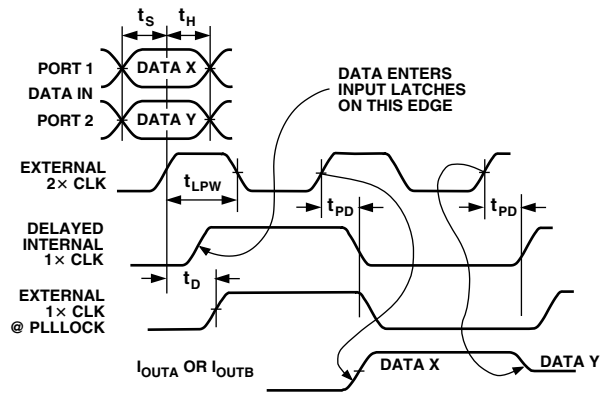 tS tH
PORT 1
DATA X
DATA IN
PORT 2
DATA Y
DATA ENTERS
INPUT LATCHES
ON THIS EDGE
EXTERNAL
2× CLK
tLPW
tPD
tPD
DELAYED
INTERNAL
1× CLK
tD
EXTERNAL
1× CLK
@ PLLLOCK
IOUTA OR IOUTB
DATA X
DATA Y